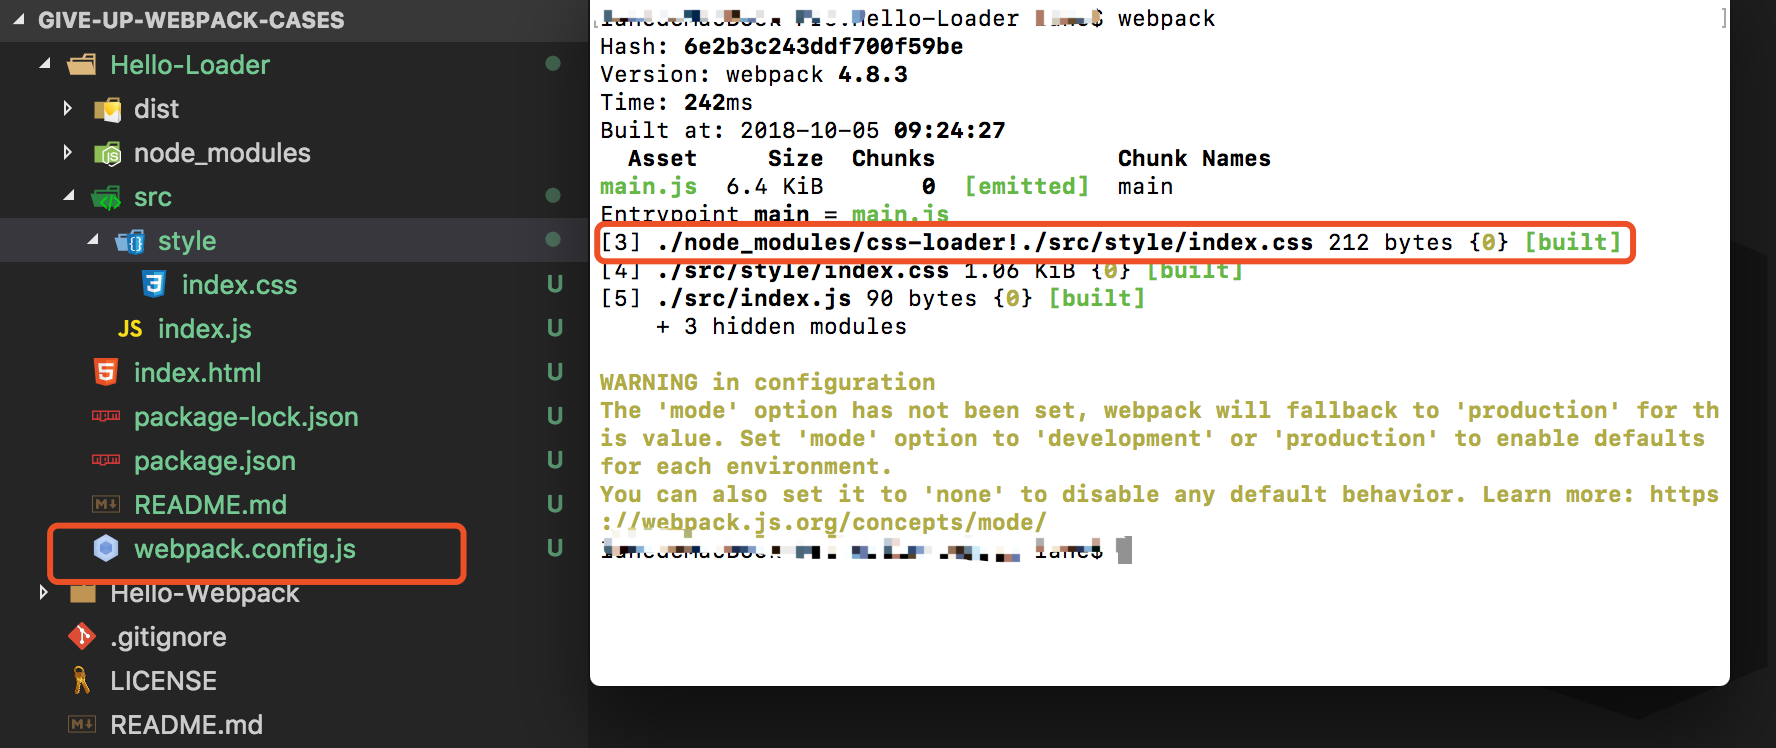 GIVE-UP-WEBPACK-CASES
Hello-Loader
dist
node_modules
src
style
index.css U
JS index.js U
index.html U
package-lock.json U
package.json U
README.md U
webpack.config.js U
Hello-Webpack
.gitignore
LICENSE
README.md
Hello-Loader $ webpack
Hash: 6e2b3c243ddf700f59be
Version: webpack 4.8.3
Time: 242ms
Built at: 2018-10-05 09:24:27
Asset Size Chunks Chunk Names
main.js 6.4 KiB 0 [emitted] main
Entrypoint main = main.js
[3] ./node_modules/css-loader!./src/style/index.css 212 bytes {0} [built]
[4] ./src/style/index.css 1.06 KiB {0} [built]
[5] ./src/index.js 90 bytes {0} [built]
+ 3 hidden modules
WARNING in configuration
The 'mode' option has not been set, webpack will fallback to 'production' for th
is value. Set 'mode' option to 'development' or 'production' to enable defaults
for each environment.
You can also set it to 'none' to disable any default behavior. Learn more: https
://webpack.js.org/concepts/mode/
$